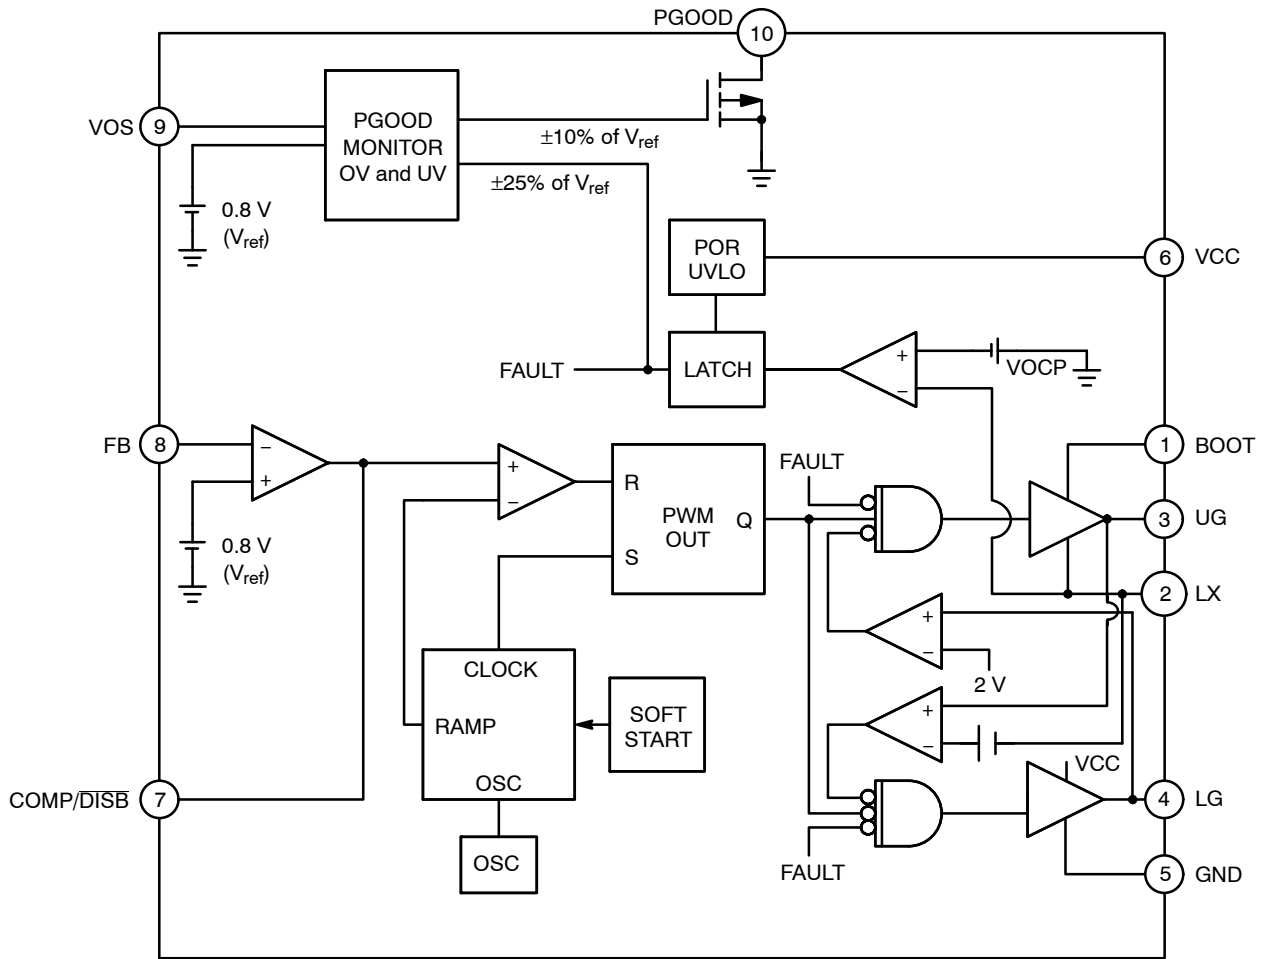 PGOOD
10
VOS
9
PGOOD
MONITOR
OV and UV
±10% of Vref
±25% of Vref
0.8 V
(Vref)
POR
UVLO
6
VCC
FAULT
LATCH
+
−
VOCP
FB
8
−
+
0.8 V
(Vref)
+
−
R
S
PWM
OUT
Q
FAULT
1
BOOT
3
UG
2
LX
+
−
2 V
CLOCK
RAMP
OSC
SOFT
START
+
−
VCC
COMP/DISB
7
4
LG
OSC
FAULT
5
GND